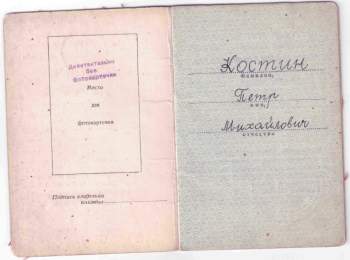 Действительно
без
фотокарточки
Место
для
фотокарточки
Подпись владельца
книжки
Костин
фамилия,
Петр
имя,
Михайлович
отчество